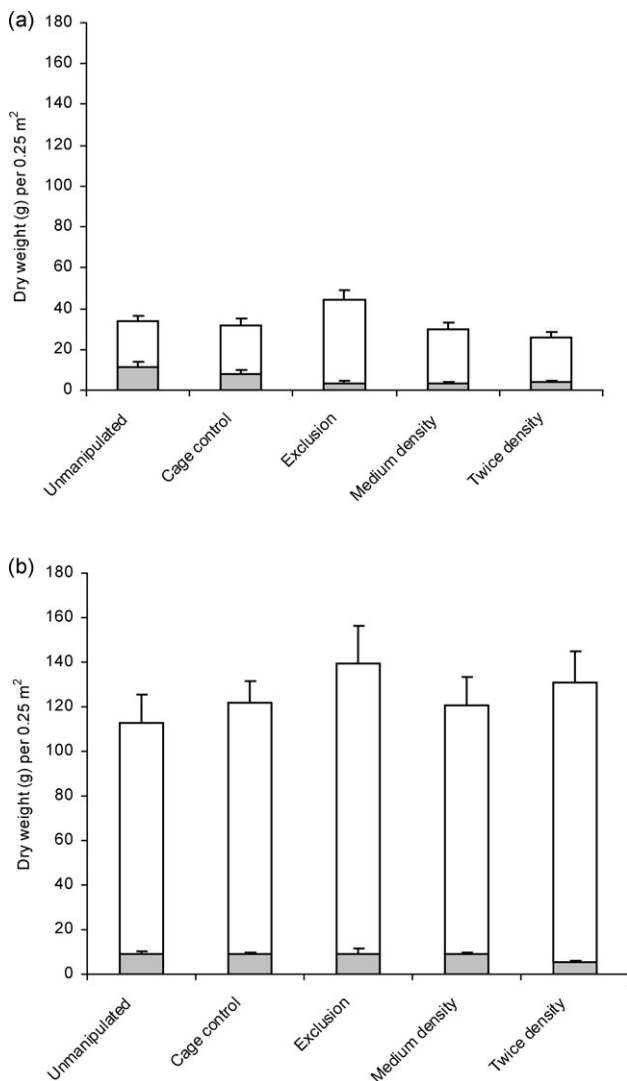 (a)
180
160
140
120
100
80
60
40
20
0
Dry weight (g) per 0.25 m²
Unmanipulated
Cage control
Exclusion
Medium density
Twice density
(b)
180
160
140
120
100
80
60
40
20
0
Dry weight (g) per 0.25 m²
Unmanipulated
Cage control
Exclusion
Medium density
Twice density